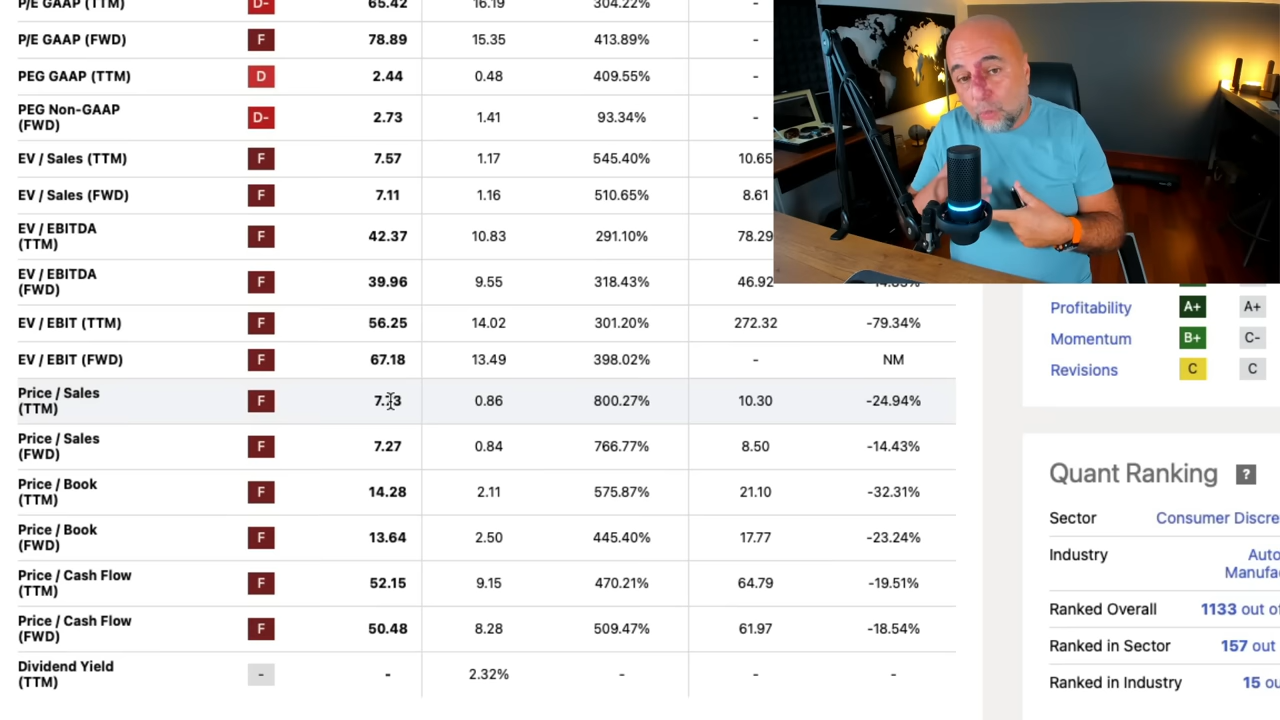 P/E GAAP (TTM) D- 65.42 16.19 304.22% -
P/E GAAP (FWD) F 78.89 15.35 413.89% -
PEG GAAP (TTM) D 2.44 0.48 409.55% -
PEG Non-GAAP
(FWD) D- 2.73 1.41 93.34% -
EV / Sales (TTM) F 7.57 1.17 545.40% 10.65
EV / Sales (FWD) F 7.11 1.16 510.65% 8.61
EV / EBITDA
(TTM) F 42.37 10.83 291.10% 78.29
EV / EBITDA
(FWD) F 39.96 9.55 318.43% 46.92
EV / EBIT (TTM) F 56.25 14.02 301.20% 272.32 -79.34%
EV / EBIT (FWD) F 67.18 13.49 398.02% - NM
Price / Sales
(TTM) F 0.86 800.27% 10.30 -24.94%
Price / Sales
(FWD) F 7.27 0.84 766.77% 8.50 -14.43%
Price / Book
(TTM) F 14.28 2.11 575.87% 21.10 -32.31%
Price / Book
(FWD) F 13.64 2.50 445.40% 17.77 -23.24%
Price / Cash Flow
(TTM) F 52.15 9.15 470.21% 64.79 -19.51%
Price / Cash Flow
(FWD) F 50.48 8.28 509.47% 61.97 -18.54%
Dividend Yield
(TTM) - - 2.32% - - -
Profitability A+ A+
Momentum B+ C-
Revisions C C
Quant Ranking ?
Sector Consumer Discre
Industry Auto
Manufa
Ranked Overall 1133 out of
Ranked in Sector 157 out
Ranked in Industry 15 ou